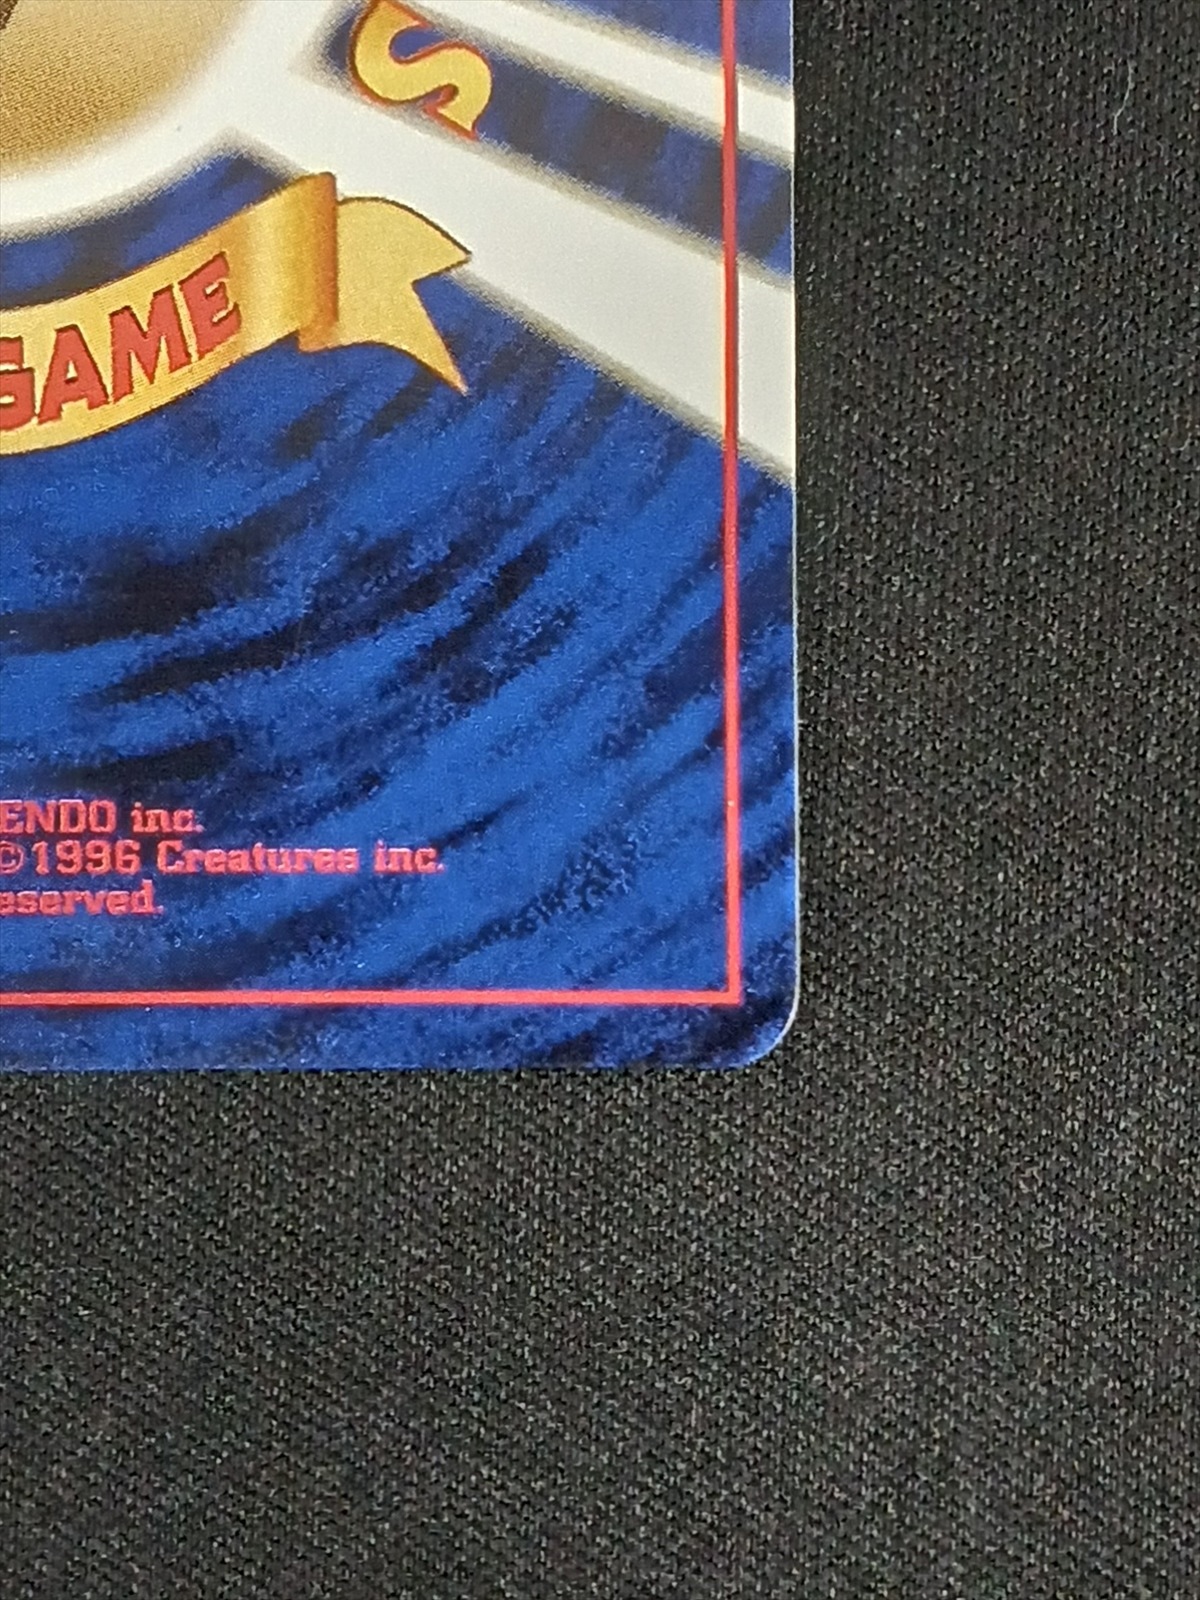 S
GAME
ENDO inc.
©1996 Creatures inc.
eserved.